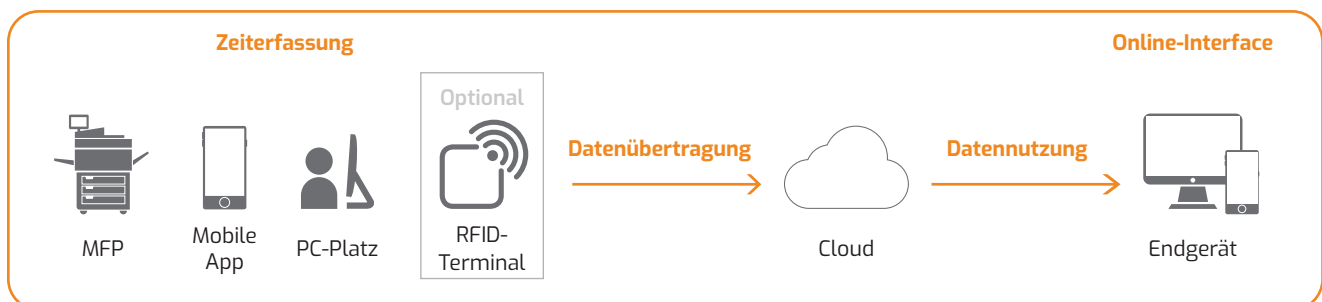 Zeiterfassung
Online-Interface
Optional
Datenübertragung
Datennutzung
MFP
Mobile
App
PC-Platz
RFID-
Terminal
Cloud
Endgerät